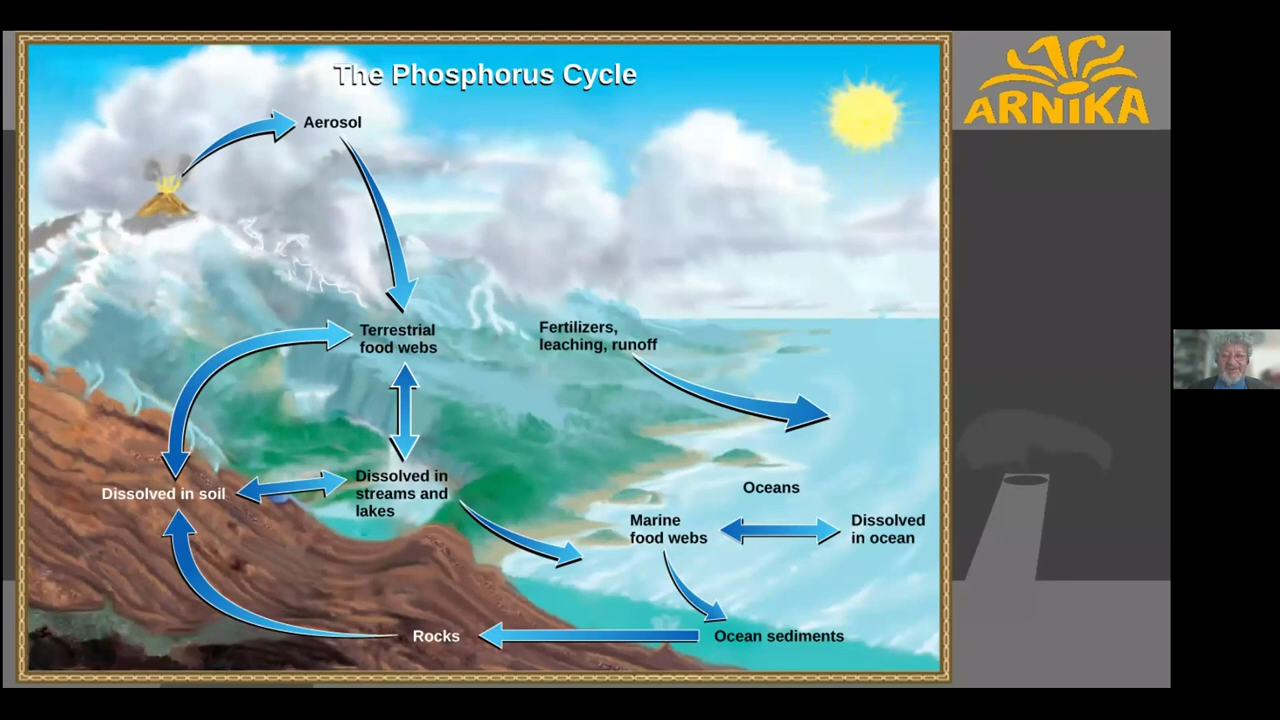 The Phosphorus Cycle
ARNIKA
Aerosol
Terrestrial
food webs
Fertilizers,
leaching, runoff
Dissolved in soil
Dissolved in
streams and
lakes
Oceans
Marine
food webs
Dissolved
in ocean
Rocks
Ocean sediments